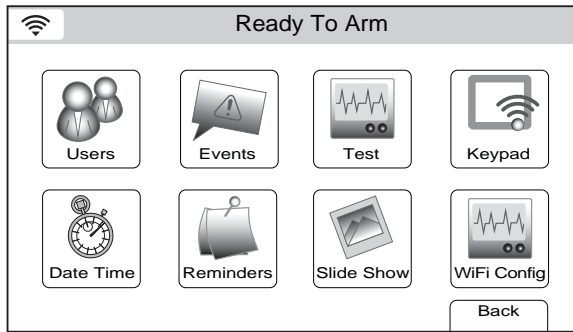 Ready To Arm
Users
Events
Test
Keypad
Date Time
Reminders
Slide Show
WiFi Config
Back